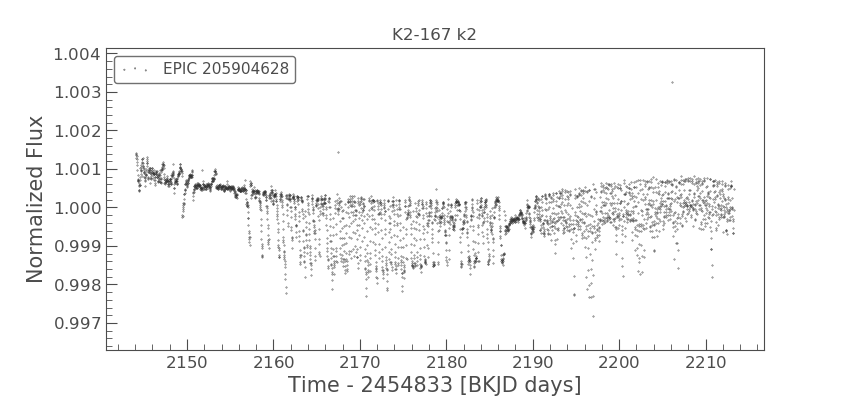 K2-167 k2
EPIC 205904628
Normalized Flux
1.004
1.003
1.002
1.001
1.000
0.999
0.998
0.997
2150 2160 2170 2180 2190 2200 2210
Time - 2454833 [BKJD days]